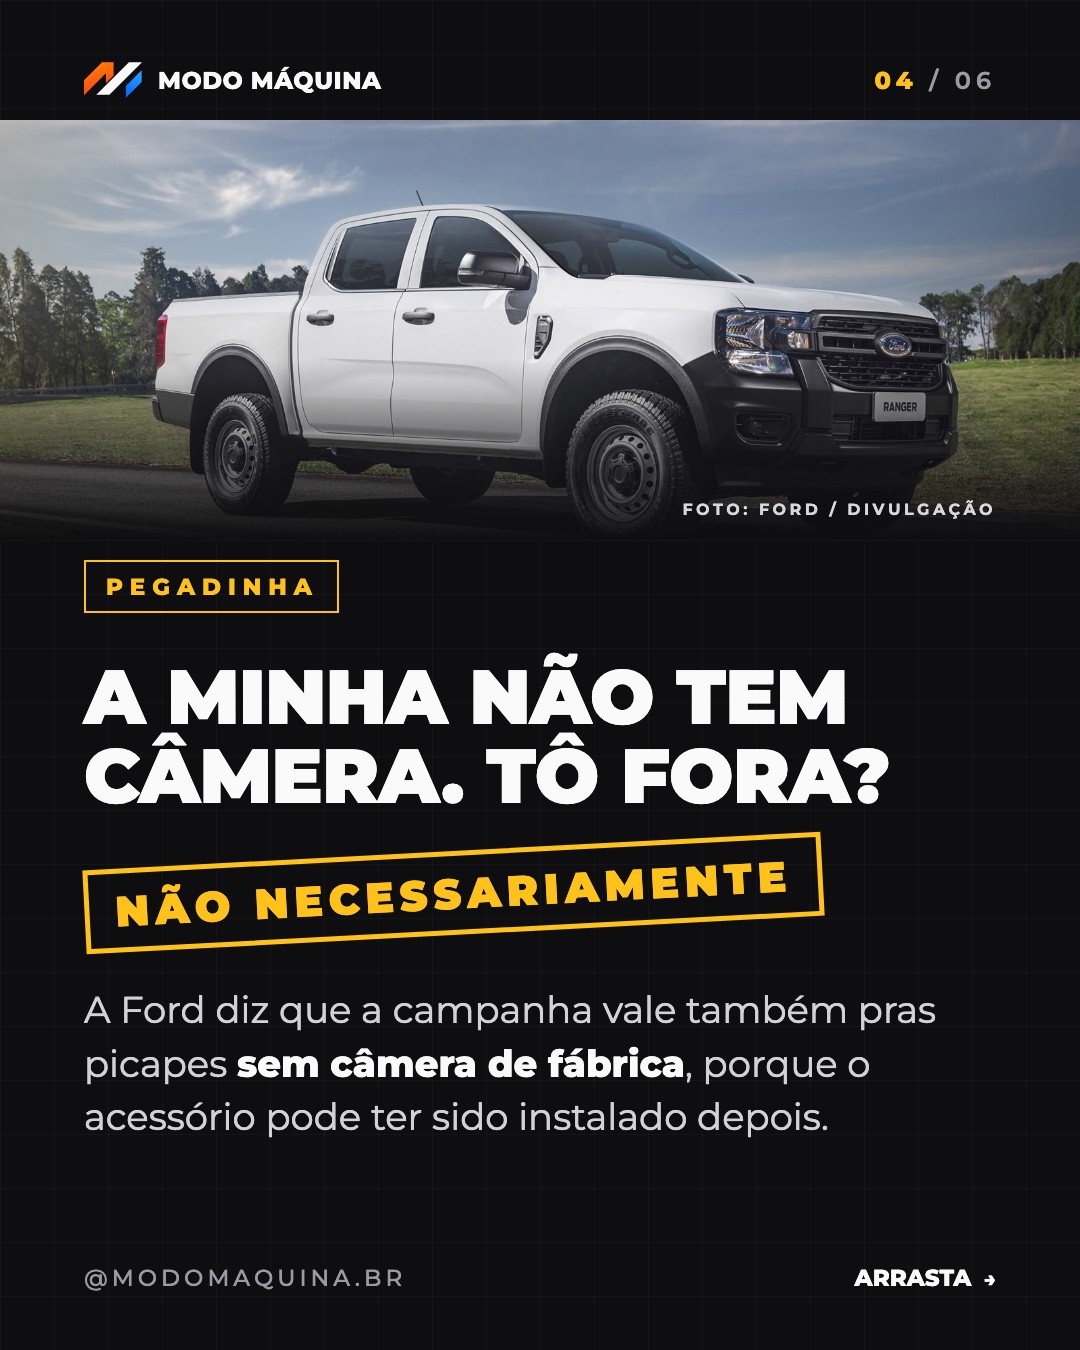 MODO MÁQUINA
04 / 06
Ford
RANGER
FOTO: FORD / DIVULGAÇÃO
PEGADINHA
A MINHA NÃO TEM
CÂMERA. TÔ FORA?
NÃO NECESSARIAMENTE
A Ford diz que a campanha vale também pras
picapes sem câmera de fábrica, porque o
acessório pode ter sido instalado depois.
@MODOMAQUINA.BR
ARRASTA →